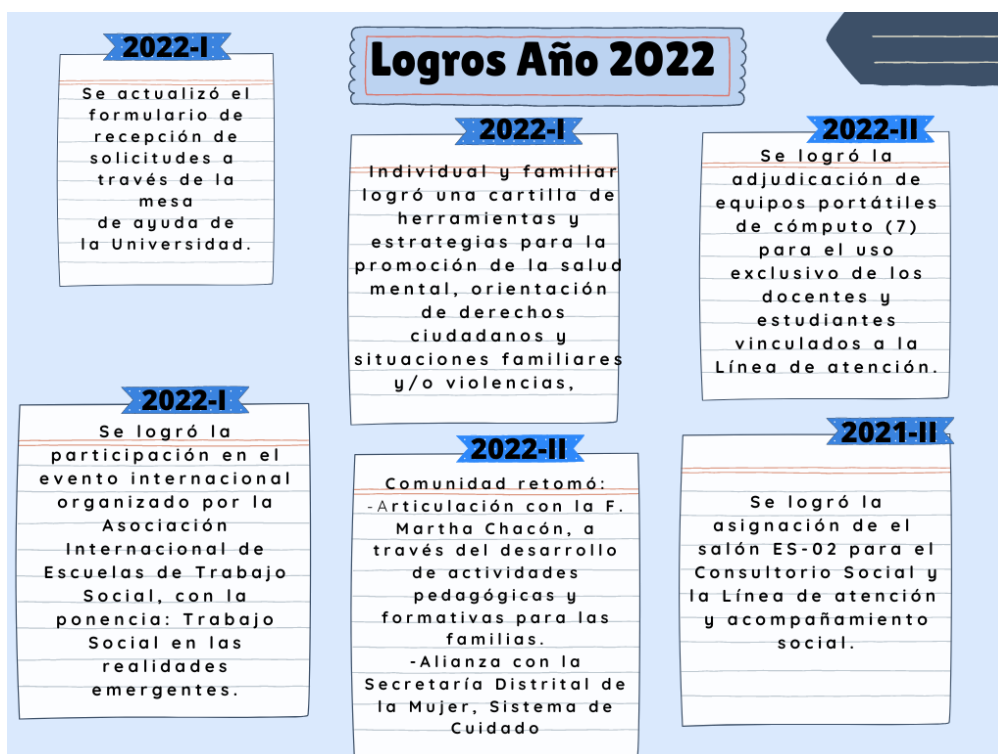 Logros Año 2022
2022-I
Se actualizó el
formulario de
recepción de
solicitudes a
través de la
mesa
de ayuda de
la Universidad.
2022-I
Individual y familiar
logró una cartilla de
herramientas y
estrategias para la
promoción de la salud
mental, orientación
de derechos
ciudadanos y
situaciones familiares
y/o violencias,
2022-II
Se logró la
adjudicación de
equipos portátiles
de cómputo (7)
para el uso
exclusivo de los
docentes y
estudiantes
vinculados a la
Línea de atención.
2022-I
Se logró la
participación en el
evento internacional
organizado por la
Asociación
Internacional de
Escuelas de Trabajo
Social, con la
ponencia: Trabajo
Social en las
realidades
emergentes.
2022-II
Comunidad retomó:
-Articulación con la F.
Martha Chacón, a
través del desarrollo
de actividades
pedagógicas y
formativas para las
familias.
-Alianza con la
Secretaría Distrital de
la Mujer, Sistema de
Cuidado
2021-II
Se logró la
asignación de el
salón ES-02 para el
Consultorio Social y
la Línea de atención
y acompañamiento
social.